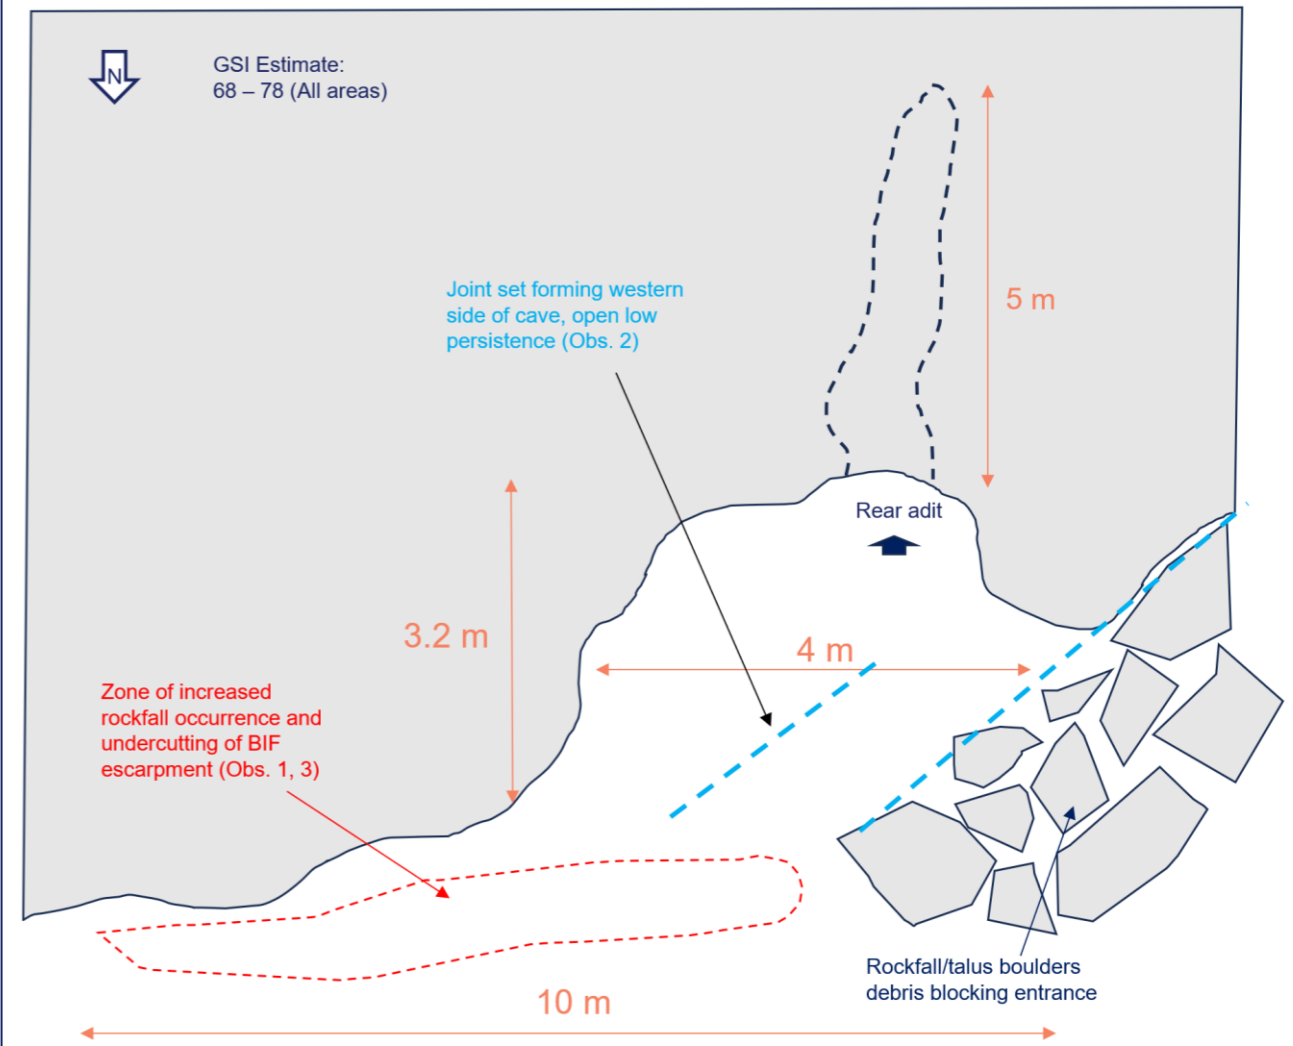 N
GSI Estimate:
68 – 78 (All areas)
Joint set forming western
side of cave, open low
persistence (Obs. 2)
5 m
Rear adit
3.2 m
4 m
Zone of increased
rockfall occurrence and
undercutting of BIF
escarpment (Obs. 1, 3)
Rockfall/talus boulders
debris blocking entrance
10 m